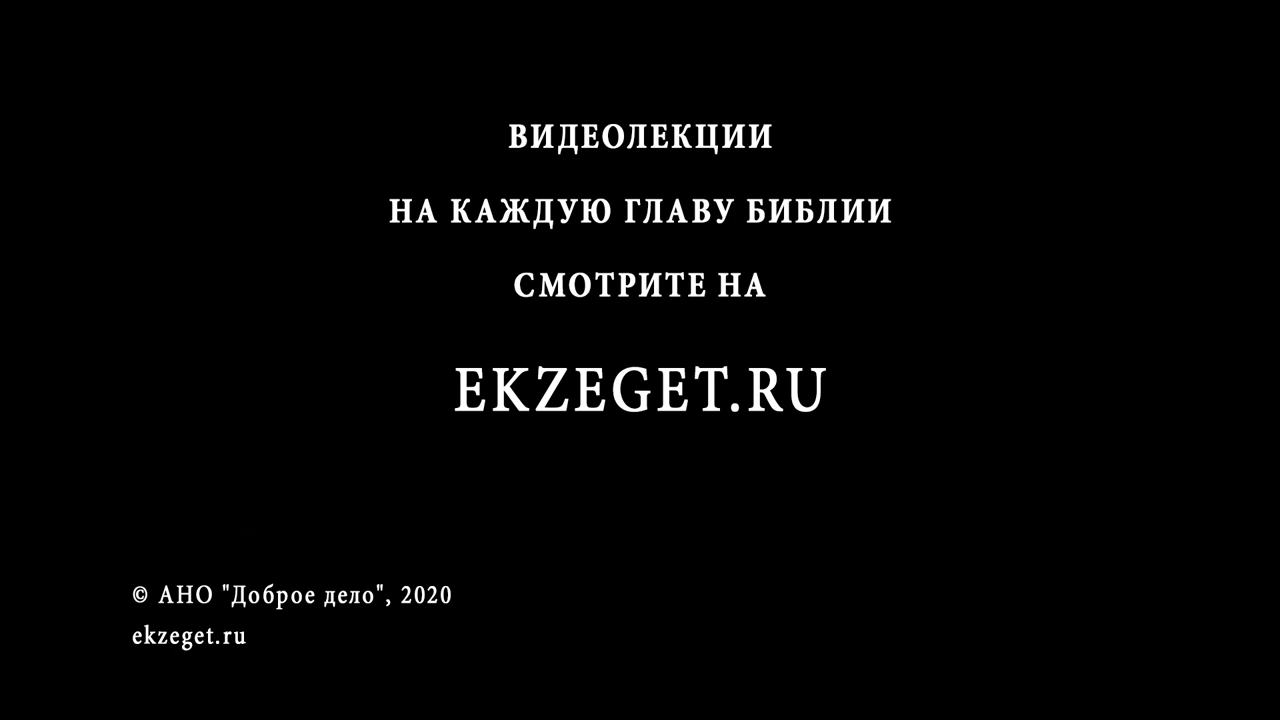 ВИДЕОЛЕКЦИИ
НА КАЖДУЮ ГЛАВУ БИБЛИИ
СМОТРИТЕ НА
EKZEGET.RU
© АНО "Доброе дело", 2020
ekzeget.ru